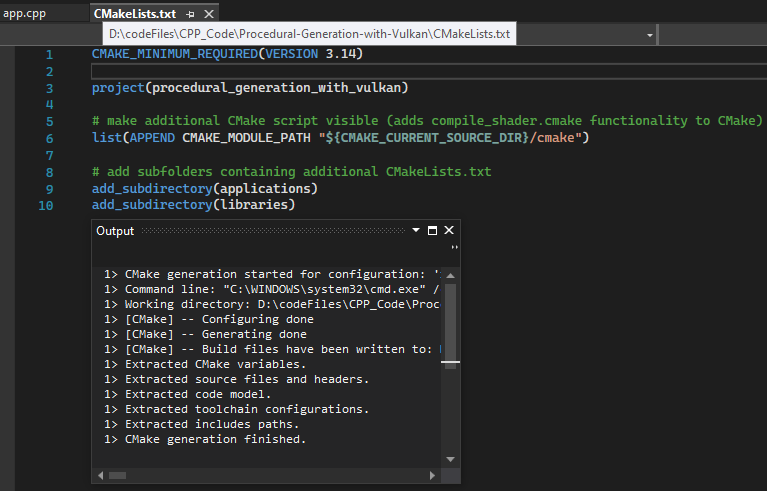 app.cpp
CMakeLists.txt
D:\codeFiles\CPP_Code\Procedural-Generation-with-Vulkan\CMakeLists.txt
1 CMAKE_MINIMUM_REQUIRED(VERSION 3.14)
2
3 project(procedural_generation_with_vulkan)
4
5 # make additional CMake script visible (adds compile_shader.cmake functionality to CMake)
6 list(APPEND CMAKE_MODULE_PATH "${CMAKE_CURRENT_SOURCE_DIR}/cmake")
7
8 # add subfolders containing additional CMakeLists.txt
9 add_subdirectory(applications)
10 add_subdirectory(libraries)
Output
1> CMake generation started for configuration: '
1> Command line: "C:\WINDOWS\system32\cmd.exe" /
1> Working directory: D:\codeFiles\CPP_Code\Proce
1> [CMake] -- Configuring done
1> [CMake] -- Generating done
1> [CMake] -- Build files have been written to:
1> Extracted CMake variables.
1> Extracted source files and headers.
1> Extracted code model.
1> Extracted toolchain configurations.
1> Extracted includes paths.
1> CMake generation finished.